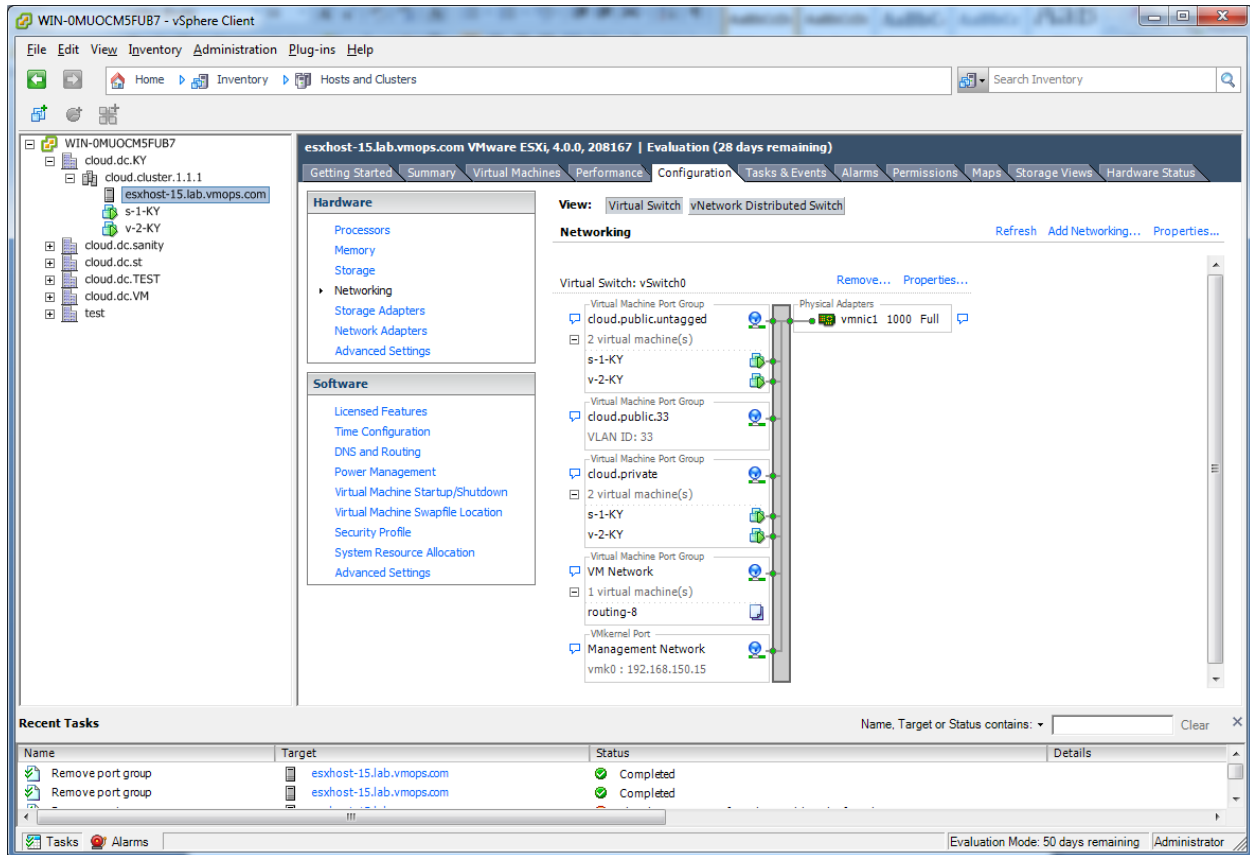 WIN-0MUOCM5FUB7 - vSphere Client
File Edit View Inventory Administration Plug-ins Help
Home Inventory Hosts and Clusters
Search Inventory
WIN-0MUOCM5FUB7
cloud.dc.KY
cloud.cluster.1.1.1
esxhost-15.lab.vmops.com
s-1-KY
v-2-KY
cloud.dc.sanity
cloud.dc.st
cloud.dc.TEST
cloud.dc.VM
test
esxhost-15.lab.vmops.com VMware ESXi, 4.0.0, 208167 | Evaluation (28 days remaining)
Getting Started Summary Virtual Machines Performance Configuration Tasks & Events Alarms Permissions Maps Storage Views Hardware Status
Hardware
Processors
Memory
Storage
Networking
Storage Adapters
Network Adapters
Advanced Settings
Software
Licensed Features
Time Configuration
DNS and Routing
Power Management
Virtual Machine Startup/Shutdown
Virtual Machine Swapfile Location
Security Profile
System Resource Allocation
Advanced Settings
View: Virtual Switch vNetwork Distributed Switch
Networking Refresh Add Networking... Properties...
Virtual Switch: vSwitch0 Remove... Properties...
Virtual Machine Port Group Physical Adapters
cloud.public.untagged vmnic1 1000 Full
2 virtual machine(s)
s-1-KY
v-2-KY
Virtual Machine Port Group
cloud.public.33
VLAN ID: 33
Virtual Machine Port Group
cloud.private
2 virtual machine(s)
s-1-KY
v-2-KY
Virtual Machine Port Group
VM Network
1 virtual machine(s)
routing-8
VMkernel Port
Management Network
vmk0 : 192.168.150.15
Recent Tasks Name, Target or Status contains: Clear
Name Target Status Details
Remove port group esxhost-15.lab.vmops.com Completed
Remove port group esxhost-15.lab.vmops.com Completed
Tasks Alarms Evaluation Mode: 50 days remaining Administrator